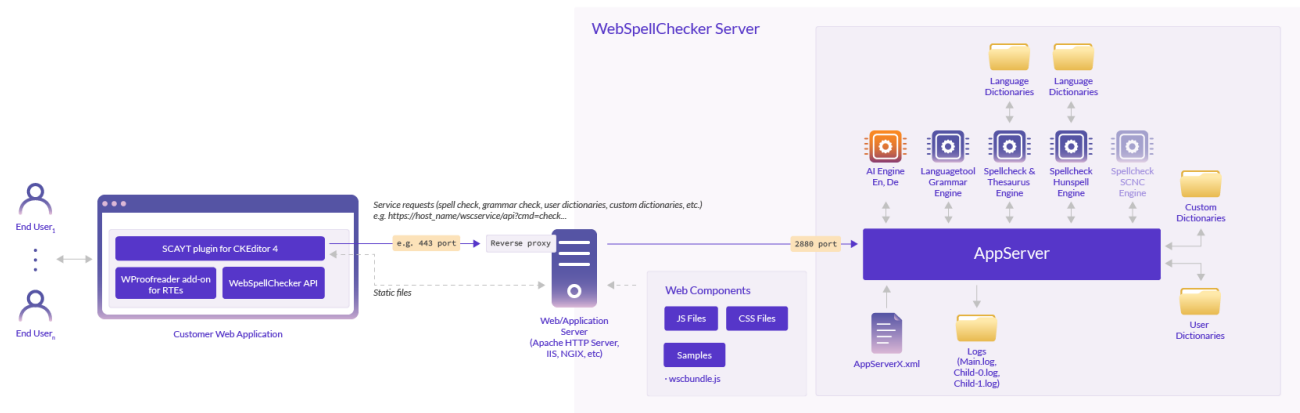 WebSpellChecker Server
Language
Dictionaries
Language
Dictionaries
AI Engine
En, De
Languagetool
Grammar
Engine
Spellcheck &
Thesaurus
Engine
Spellcheck
Hunspell
Engine
Spellcheck
SCNC
Engine
Custom
Dictionaries
End User1
End Usern
Service requests (spell check, grammar check, user dictionaries, custom dictionaries, etc.)
e.g. https://host_name/wscservice/api?cmd=check...
SCAYT plugin for CKEditor 4
WProofreader add-on
for RTEs
WebSpellChecker API
Customer Web Application
e.g. 443 port
Reverse proxy
Static files
2880 port
AppServer
Web/Application
Server
(Apache HTTP Server,
IIS, NGIX, etc)
Web Components
JS Files
CSS Files
Samples
· wscbundle.js
AppServerX.xml
Logs
(Main.log,
Child-0.log,
Child-1.log)
User
Dictionaries